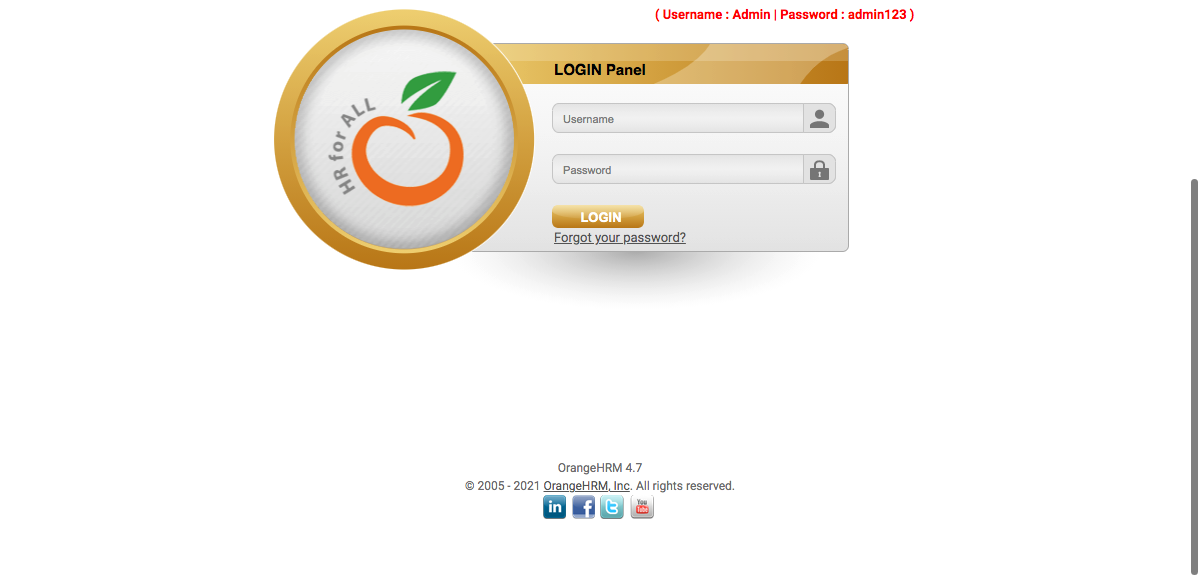 ( Username : Admin | Password : admin123 )
LOGIN Panel
HR for ALL
Username
Password
1
LOGIN
Forgot your password?
OrangeHRM 4.7
© 2005 - 2021 OrangeHRM, Inc. All rights reserved.
in f t You Tube